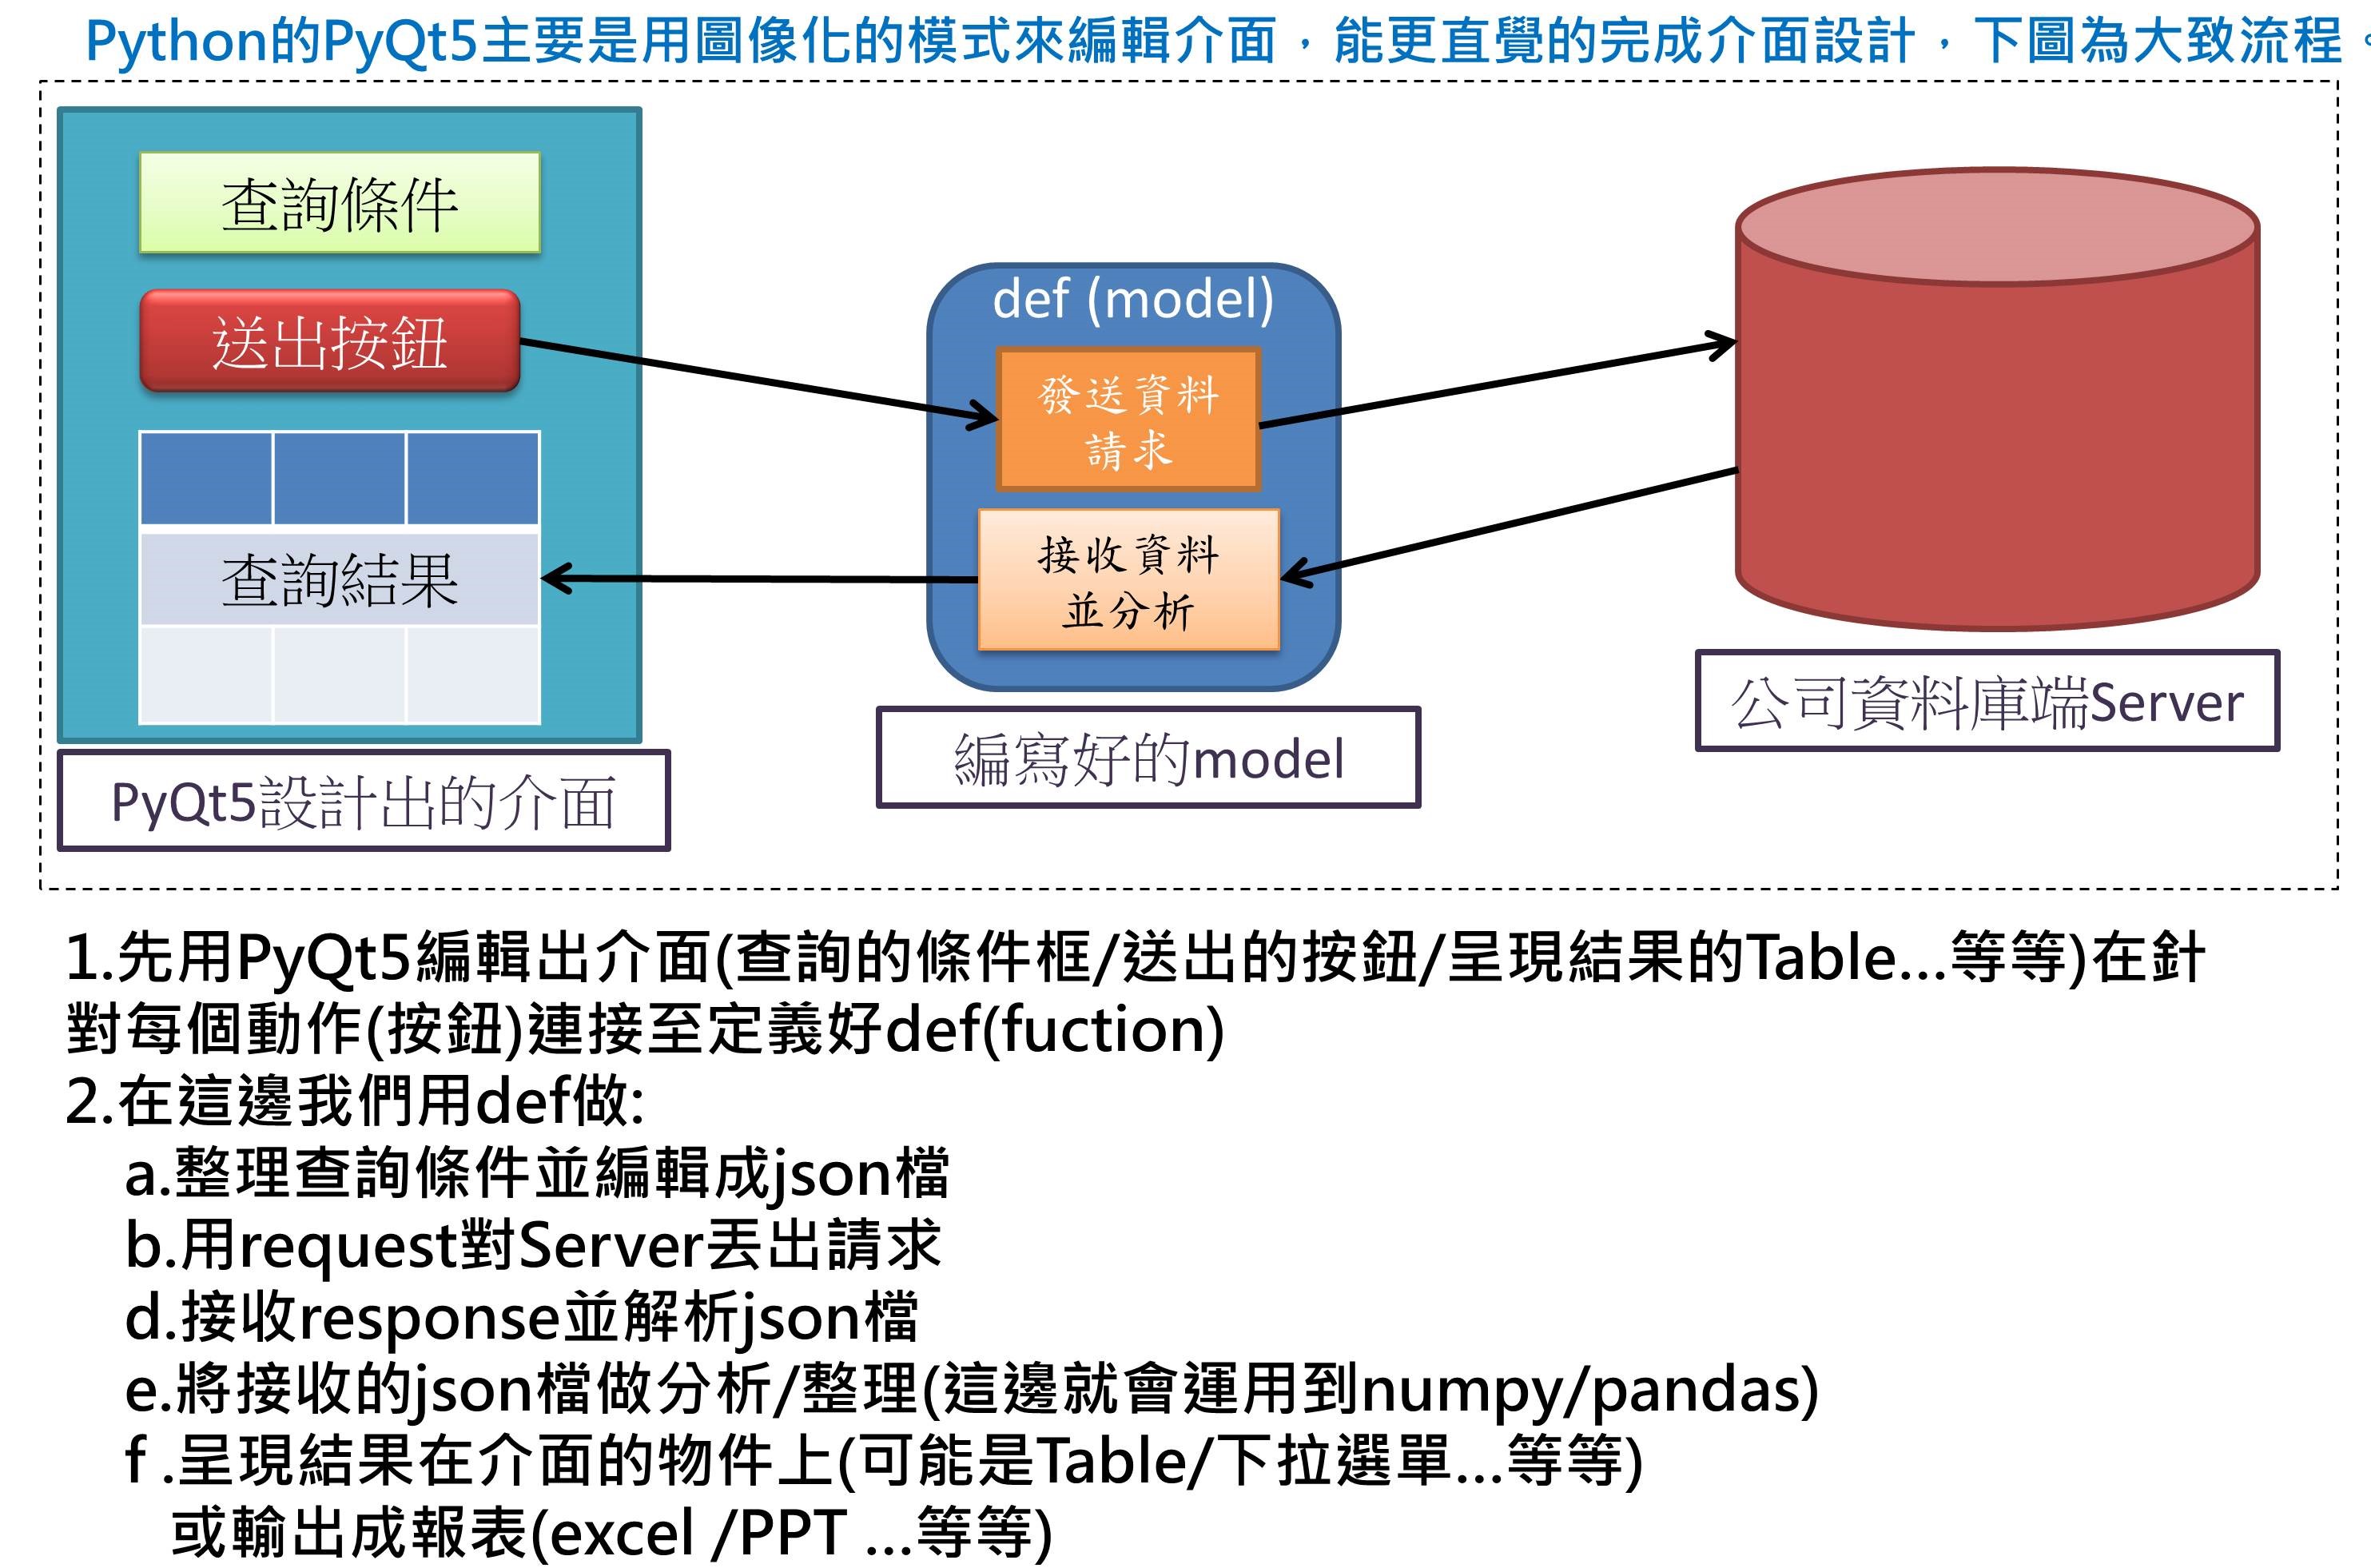 Python的PyQt5主要是用圖像化的模式來編輯介面，能更直覺的完成介面設計，下圖為大致流程。
查詢條件
送出按鈕
查詢結果
PyQt5設計出的介面
def (model)
發送資料
請求
接收資料
並分析
編寫好的model
公司資料庫端Server
1.先用PyQt5編輯出介面(查詢的條件框/送出的按鈕/呈現結果的Table...等等)在針
對每個動作(按鈕)連接至定義好def(fuction)
2.在這邊我們用def做:
a.整理查詢條件並編輯成json檔
b.用request對Server丟出請求
d.接收response並解析json檔
e.將接收的json檔做分析/整理(這邊就會運用到numpy/pandas)
f .呈現結果在介面的物件上(可能是Table/下拉選單...等等)
或輸出成報表(excel /PPT ...等等)